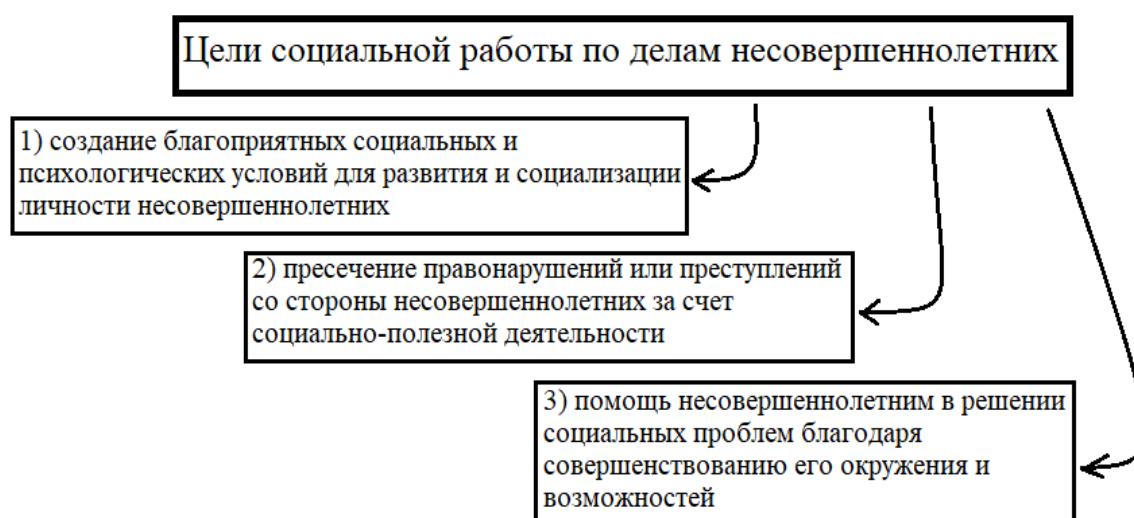 Цели социальной работы по делам несовершеннолетних
1) создание благоприятных социальных и
психологических условий для развития и социализации
личности несовершеннолетних
2) пресечение правонарушений или преступлений
со стороны несовершеннолетних за счет
социально-полезной деятельности
3) помощь несовершеннолетним в решении
социальных проблем благодаря
совершенствованию его окружения и
возможностей